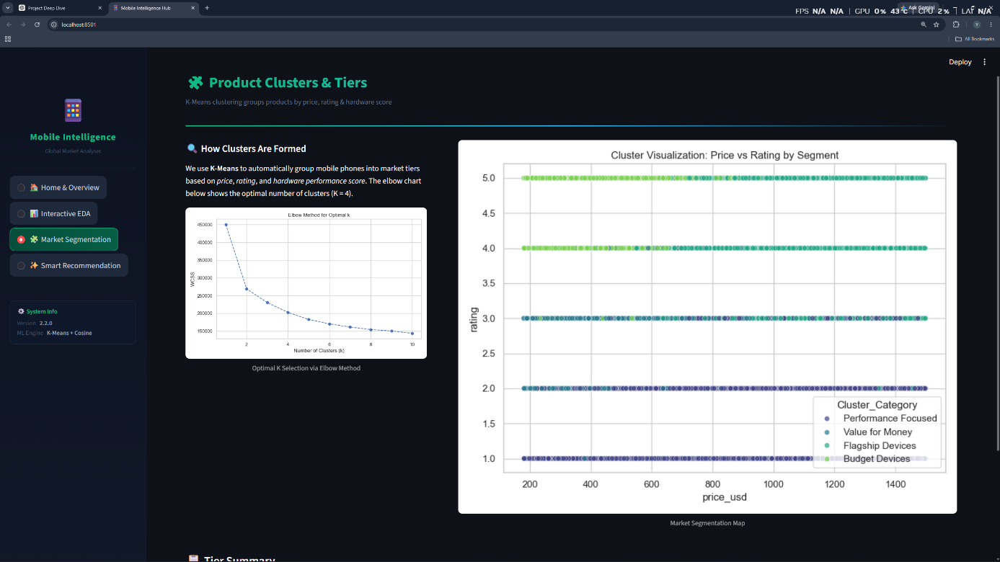 Project Deep Dive
Mobile Intelligence Hub
Ask Gemini
FPS N/A N/A | GPU 0 % 43 °C | CPU 2 % | LAT N/A
localhost:8501
All Bookmarks
Deploy
Mobile Intelligence
Global Market Analyser
Home & Overview
Interactive EDA
Market Segmentation
Smart Recommendation
System Info
Version 2.2.0
ML Engine K-Means + Cosine
Product Clusters & Tiers
K-Means clustering groups products by price, rating & hardware score
How Clusters Are Formed
We use K-Means to automatically group mobile phones into market tiers
based on price, rating, and hardware performance score. The elbow chart
below shows the optimal number of clusters (K = 4).
Elbow Method for Optimal k
WCSS
450000
400000
350000
300000
250000
200000
150000
2 4 6 8 10
Number of Clusters (k)
Optimal K Selection via Elbow Method
Cluster Visualization: Price vs Rating by Segment
rating
5.0
4.5
4.0
3.5
3.0
2.5
2.0
1.5
1.0
Cluster_Category
Performance Focused
Value for Money
Flagship Devices
Budget Devices
200 400 600 800 1000 1200 1400
price_usd
Market Segmentation Map
Tier Summary